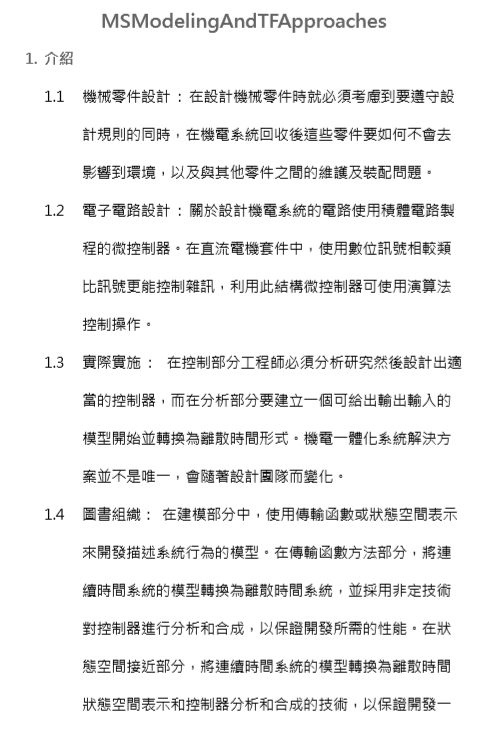 MSModelingAndTFApproaches
1. 介紹
1.1 機械零件設計：在設計機械零件時就必須考慮到要遵守設
計規則的同時，在機電系統回收後這些零件要如何不會去
影響到環境，以及與其他零件之間的維護及裝配問題。
1.2 電子電路設計：關於設計機電系統的電路使用積體電路製
程的微控制器。在直流電機套件中，使用數位訊號相較類
比訊號更能控制雜訊，利用此結構微控制器可使用演算法
控制操作。
1.3 實際實施： 在控制部分工程師必須分析研究然後設計出適
當的控制器，而在分析部分要建立一個可給出輸出輸入的
模型開始並轉換為離散時間形式。機電一體化系統解決方
案並不是唯一，會隨著設計團隊而變化。
1.4 圖書組織： 在建模部分中，使用傳輸函數或狀態空間表示
來開發描述系統行為的模型。在傳輸函數方法部分，將連
續時間系統的模型轉換為離散時間系統，並採用非定技術
對控制器進行分析和合成，以保證開發所需的性能。在狀
態空間接近部分，將連續時間系統的模型轉換為離散時間
狀態空間表示和控制器分析和合成的技術，以保證開發一